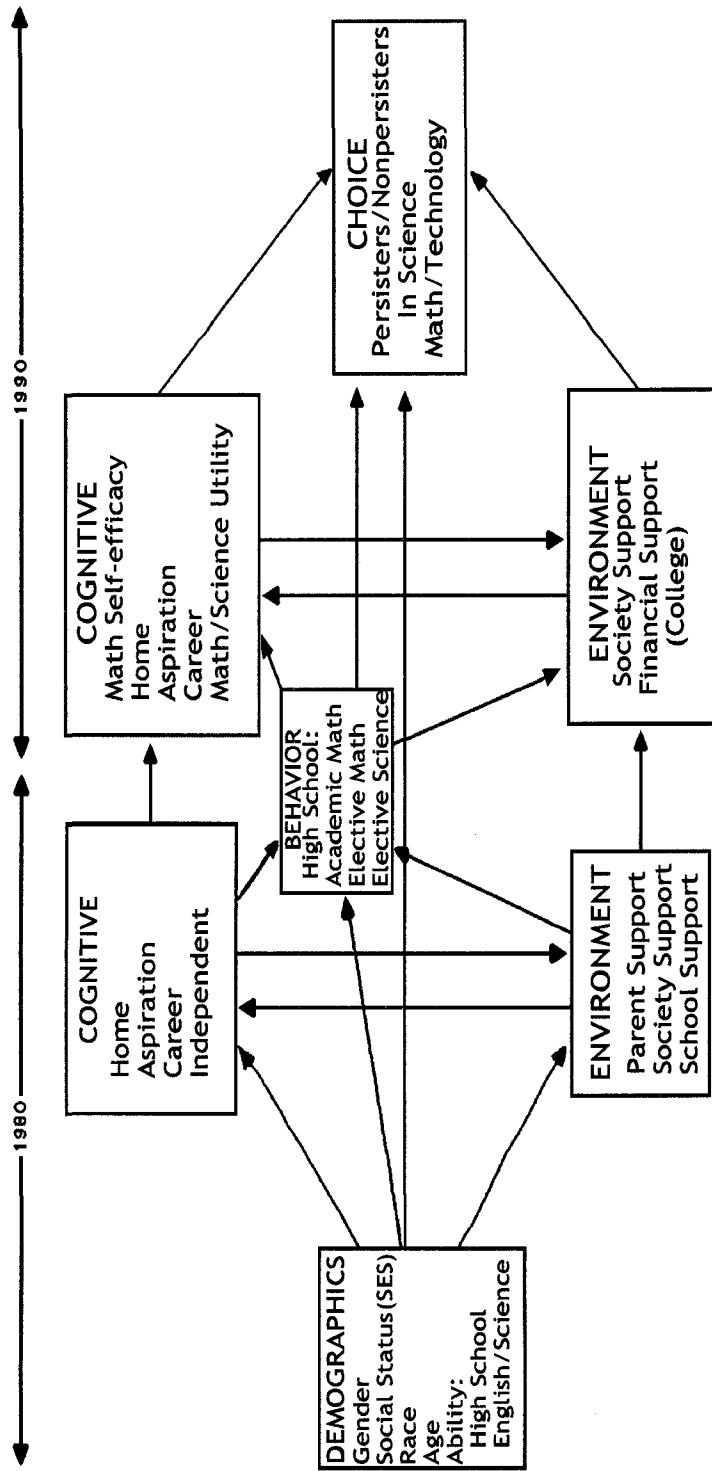 1980
1990
DEMOGRAPHICS
Gender
Social Status(SES)
Race
Age
Ability:
High School
English/Science
COGNITIVE
Home
Aspiration
Career
Independent
ENVIRONMENT
Parent Support
Society Support
School Support
BEHAVIOR
High School:
Academic Math
Elective Math
Elective Science
COGNITIVE
Math Self-efficacy
Home
Aspiration
Career
Math/Science Utility
ENVIRONMENT
Society Support
Financial Support
(College)
CHOICE
Persisters/Nonpersisters
In Science
Math/Technology